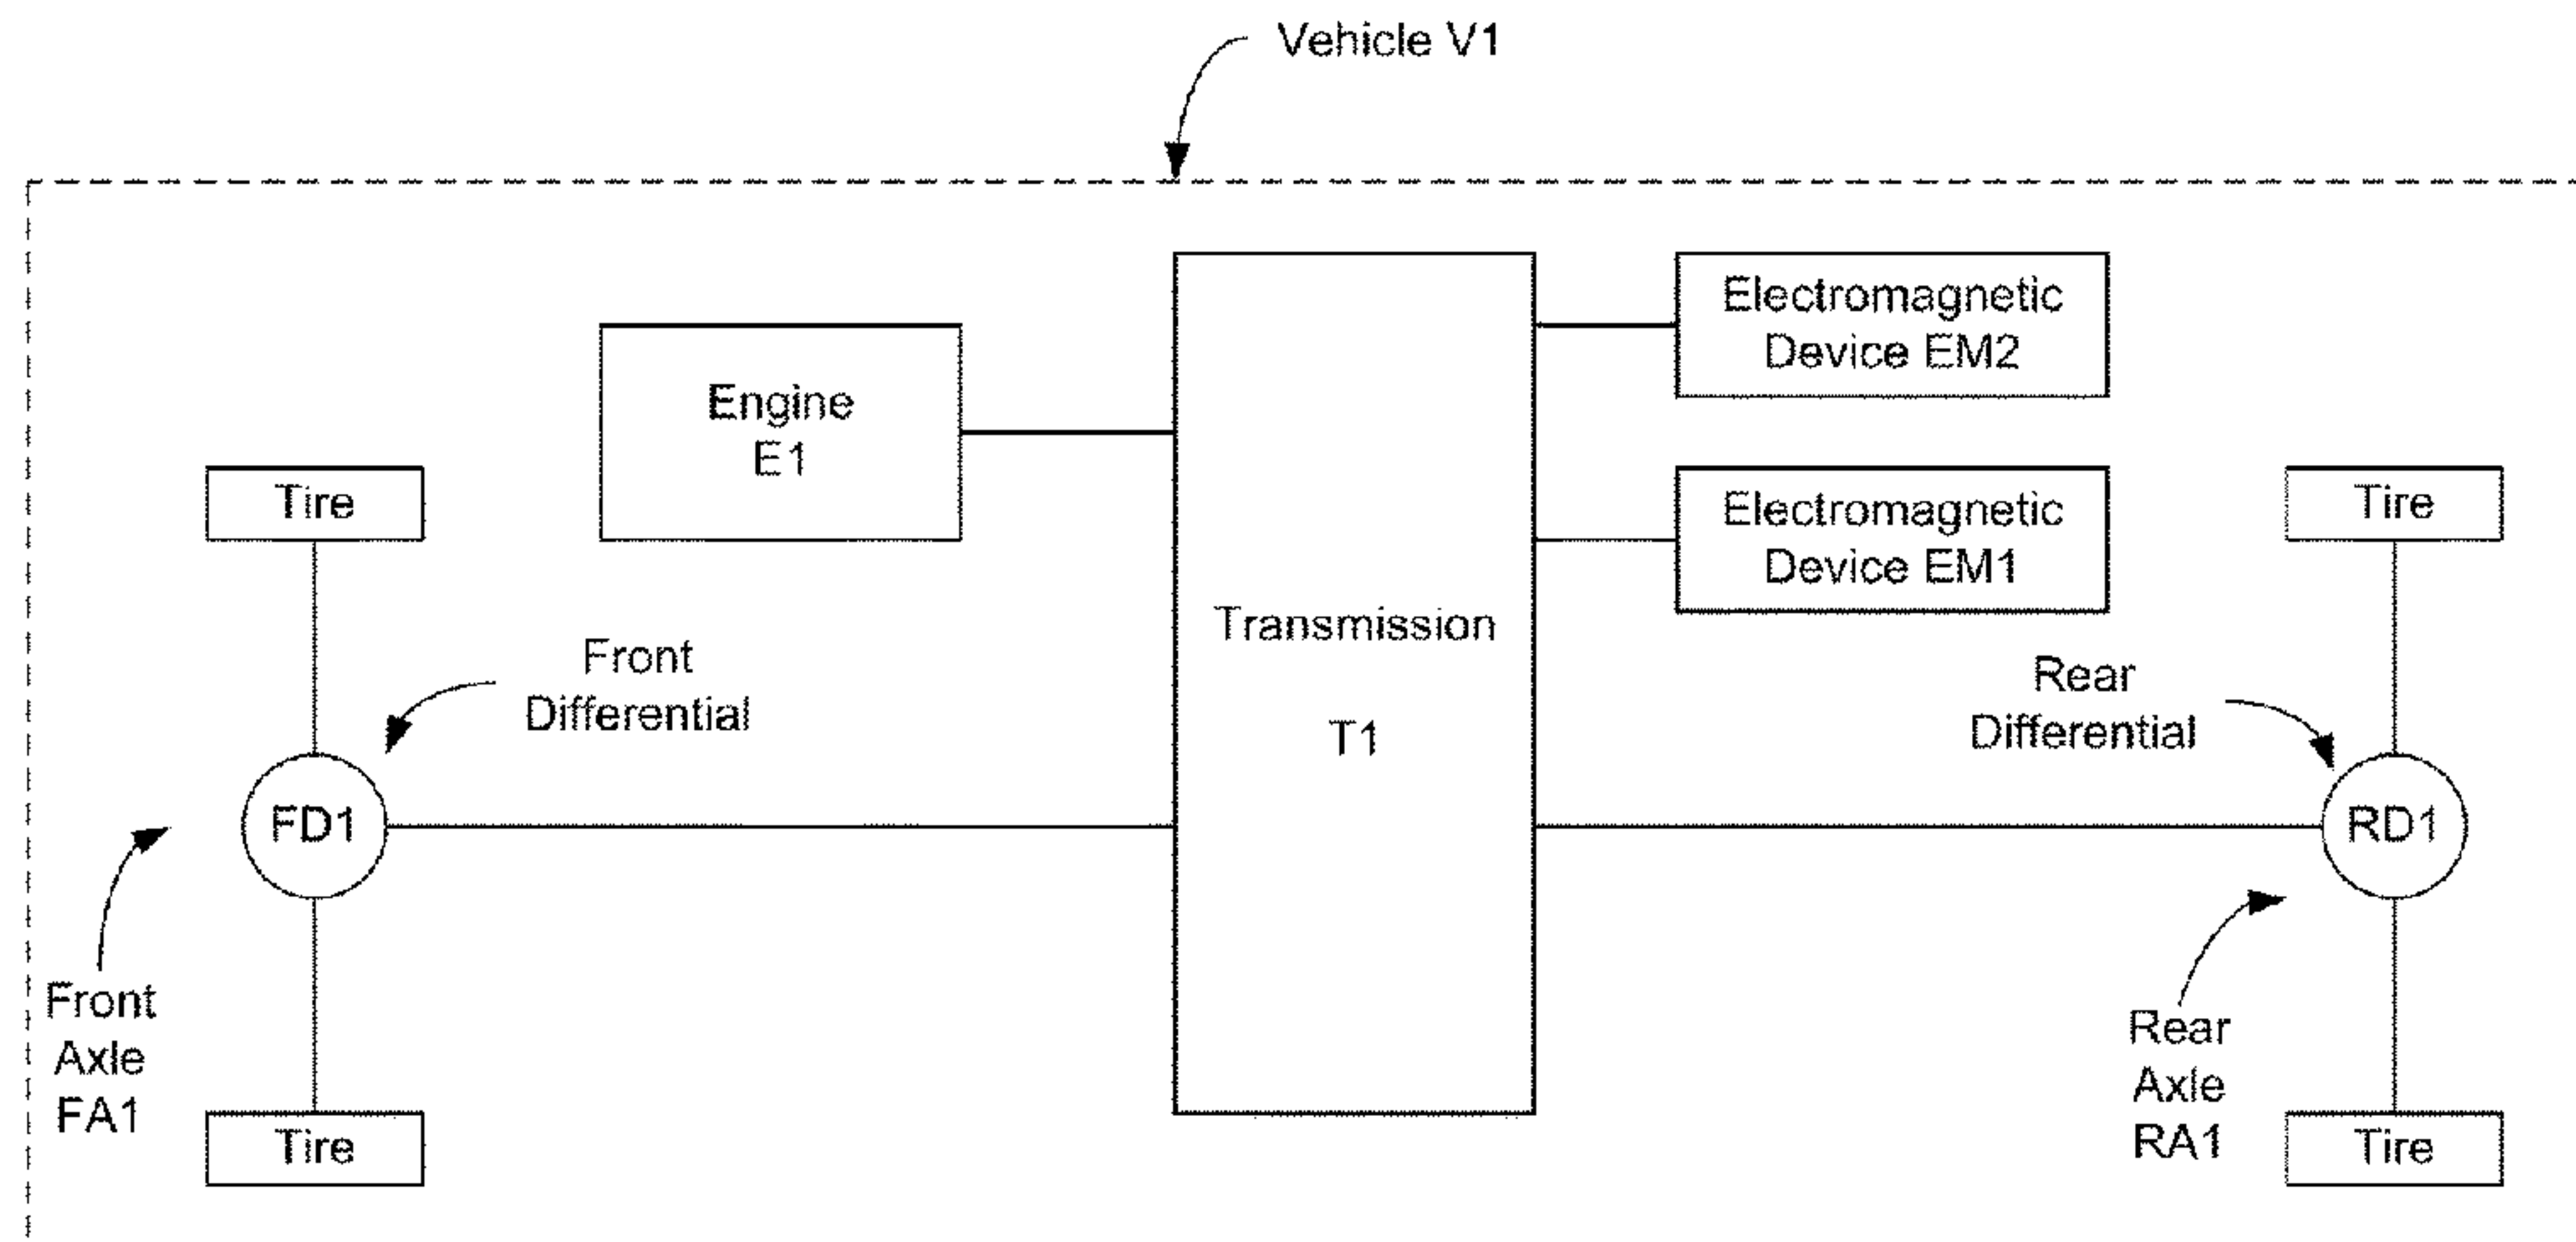 Vehicle V1
Electromagnetic
Device EM2
Engine
E1
Tire
Electromagnetic
Device EM1
Tire
Transmission
T1
Front
Differential
Rear
Differential
FD1
RD1
Front
Axle
FA1
Rear
Axle
RA1
Tire
Tire